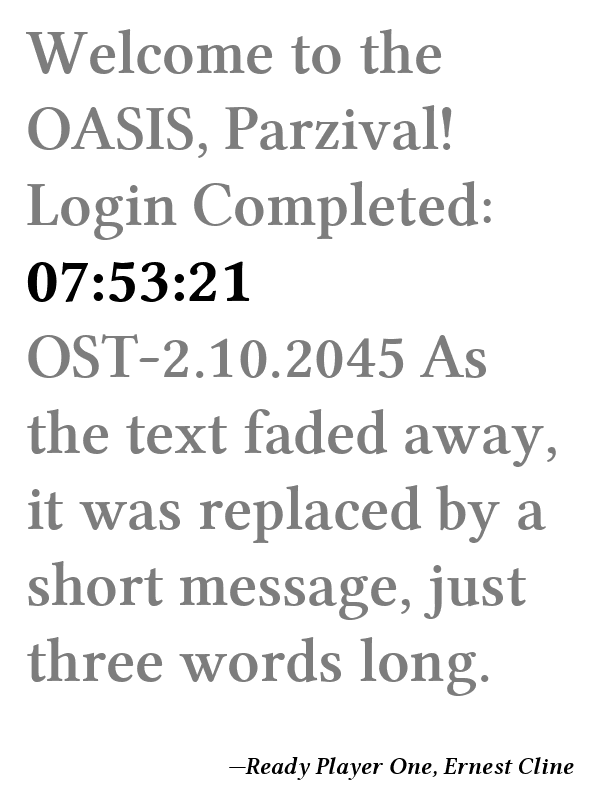 Welcome to the
OASIS, Parzival!
Login Completed:
07:53:21
OST-2.10.2045 As
the text faded away,
it was replaced by a
short message, just
three words long.
—Ready Player One, Ernest Cline